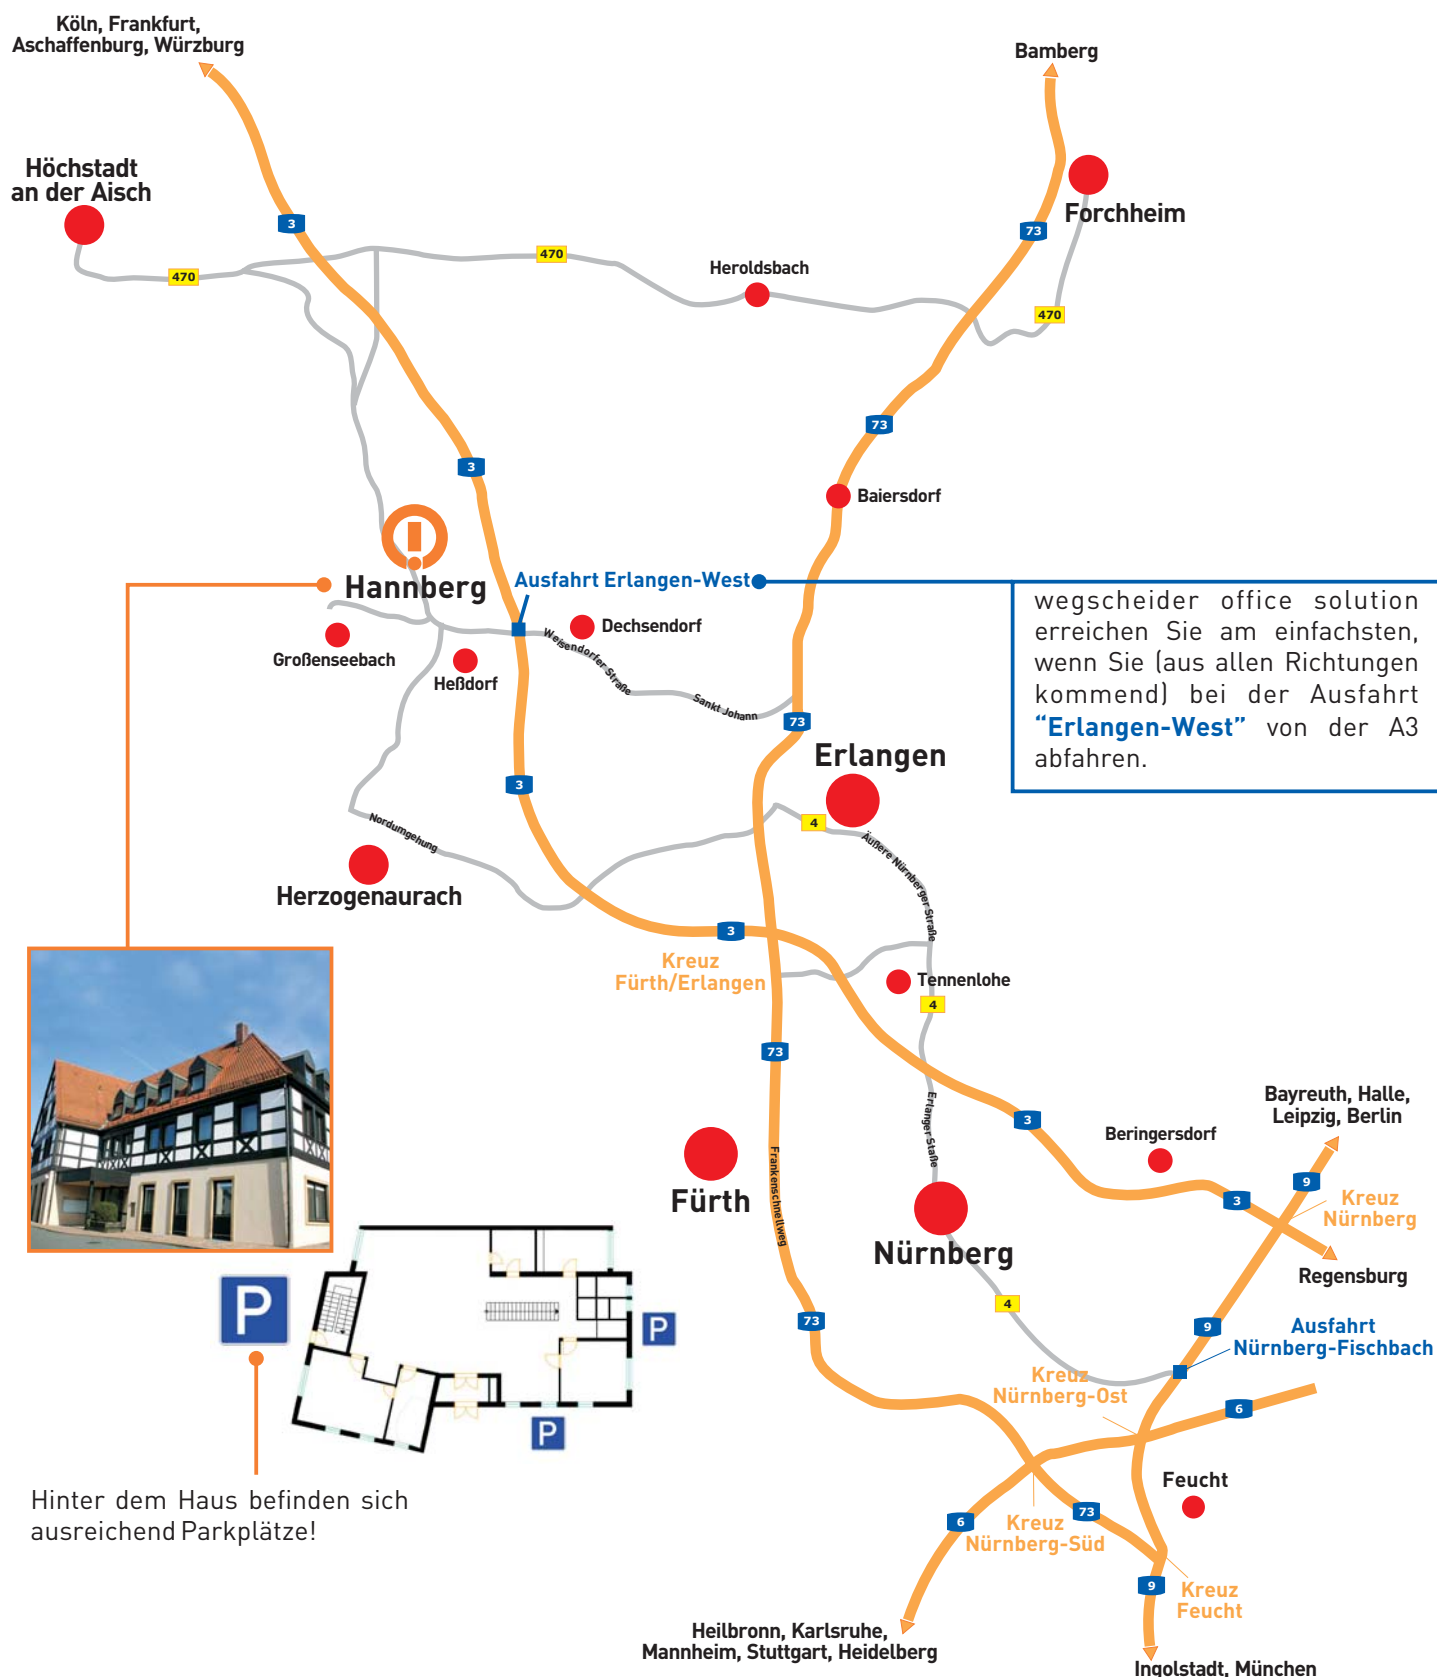 Köln, Frankfurt,
Aschaffenburg, Würzburg
Bamberg
Höchstadt
an der Aisch
Forchheim
3
73
470
470
Heroldsbach
470
73
3
Baiersdorf
Hannberg
Ausfahrt Erlangen-West
wegscheider office solution
erreichen Sie am einfachsten,
wenn Sie (aus allen Richtungen
kommend) bei der Ausfahrt
“Erlangen-West” von der A3
abfahren.
Dechsendorf
Großenseebach
Heßdorf
Weisendorfer Straße
Sankt Johann
73
Erlangen
3
4
Nordumgehung
Äußere Nürnberger Straße
Herzogenaurach
3
Kreuz
Fürth/Erlangen
Tennenlohe
4
73
Bayreuth, Halle,
Leipzig, Berlin
3
Erlanger Staße
Beringersdorf
Fürth
Frankenschnellweg
9
3
Kreuz
Nürnberg
Nürnberg
Regensburg
P
P
P
4
73
9
Ausfahrt
Nürnberg-Fischbach
Kreuz
Nürnberg-Ost
6
Feucht
Hinter dem Haus befinden sich
ausreichend Parkplätze!
6
73
Kreuz
Nürnberg-Süd
9
Kreuz
Feucht
Heilbronn, Karlsruhe,
Mannheim, Stuttgart, Heidelberg
Ingolstadt, München